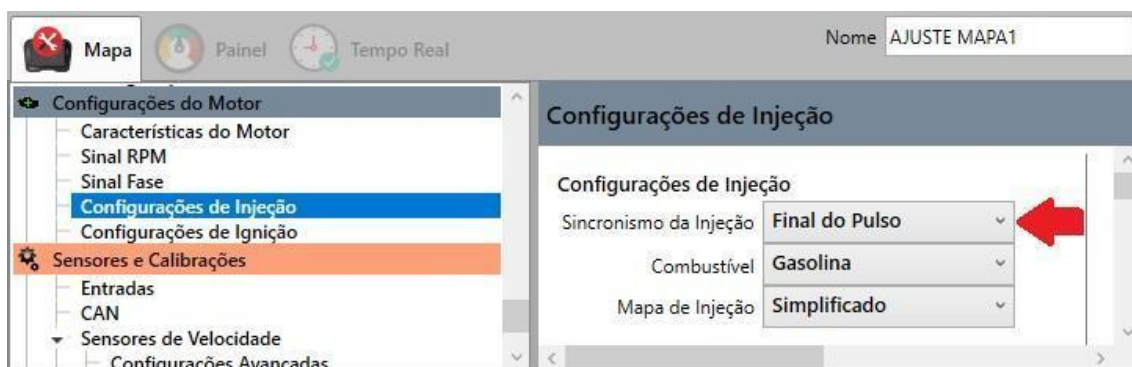 Mapa
Painel
Tempo Real
Nome AJUSTE MAPA1
Configurações do Motor
Características do Motor
Sinal RPM
Sinal Fase
Configurações de Injeção
Configurações de Ignição
Sensores e Calibrações
Entradas
CAN
Sensores de Velocidade
Configurações Avançadas
Configurações de Injeção
Configurações de Injeção
Sincronismo da Injeção Final do Pulso
Combustível Gasolina
Mapa de Injeção Simplificado